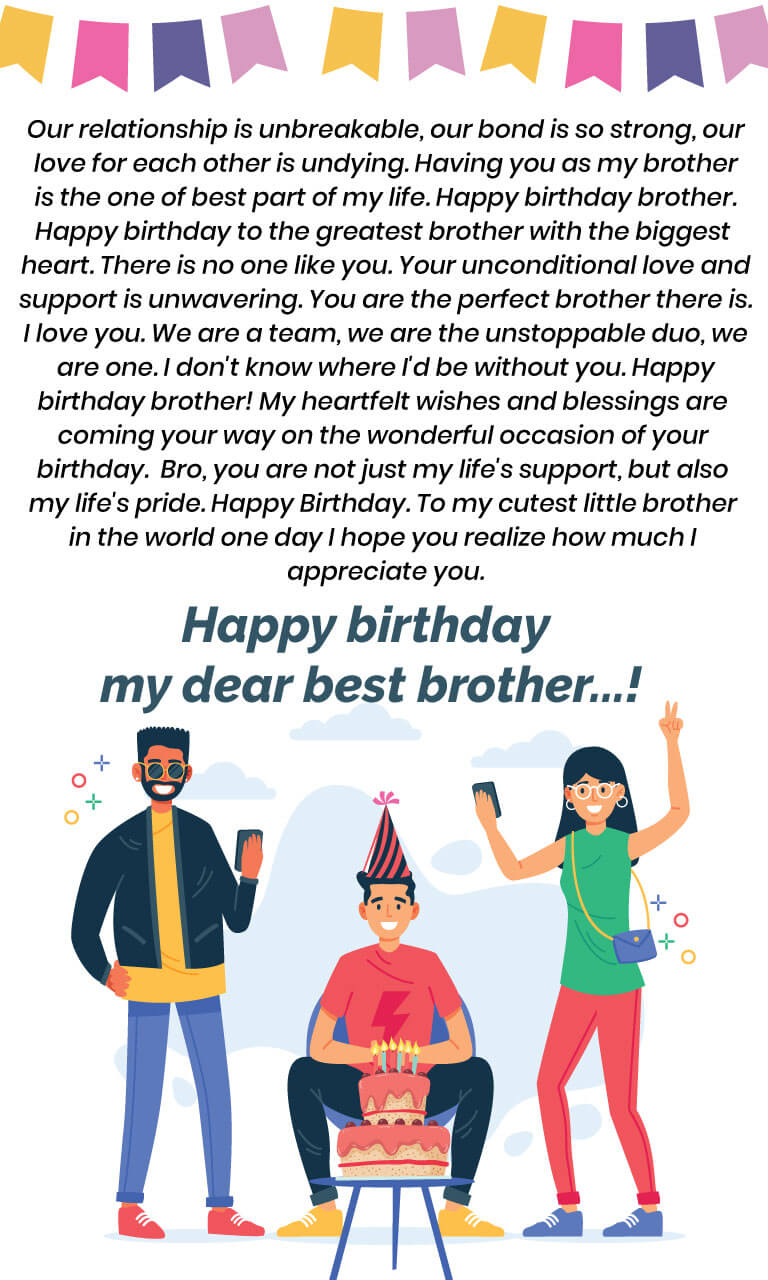 Our relationship is unbreakable, our bond is so strong, our
love for each other is undying. Having you as my brother
is the one of best part of my life. Happy birthday brother.
Happy birthday to the greatest brother with the biggest
heart. There is no one like you. Your unconditional love and
support is unwavering. You are the perfect brother there is.
I love you. We are a team, we are the unstoppable duo, we
are one. I don't know where I'd be without you. Happy
birthday brother! My heartfelt wishes and blessings are
coming your way on the wonderful occasion of your
birthday.  Bro, you are not just my life's support, but also
my life's pride. Happy Birthday. To my cutest little brother
in the world one day I hope you realize how much I
appreciate you.
Happy birthday
my dear best brother...!